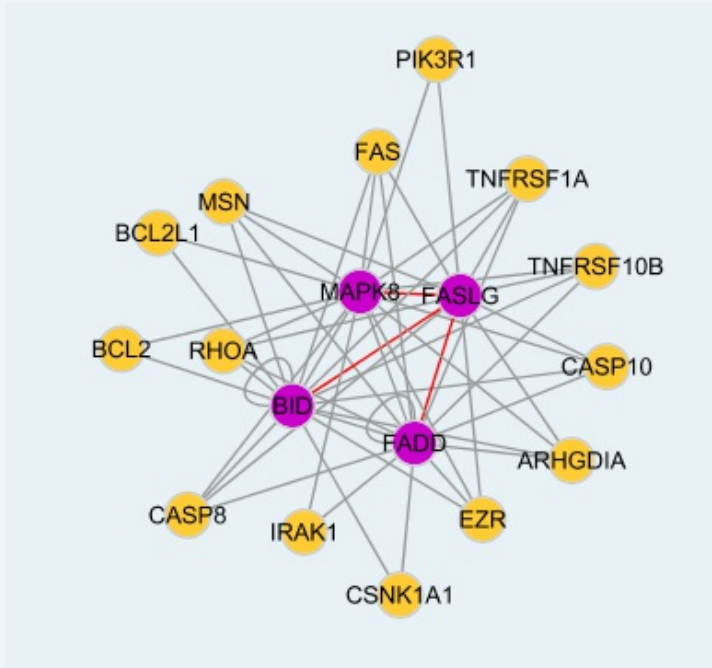 PIK3R1
FAS
TNFRSF1A
MSN
BCL2L1
TNFRSF10B
MAPK8
FASLG
BCL2
RHOA
CASP10
BID
FADD
ARHGDIA
CASP8
IRAK1
EZR
CSNK1A1